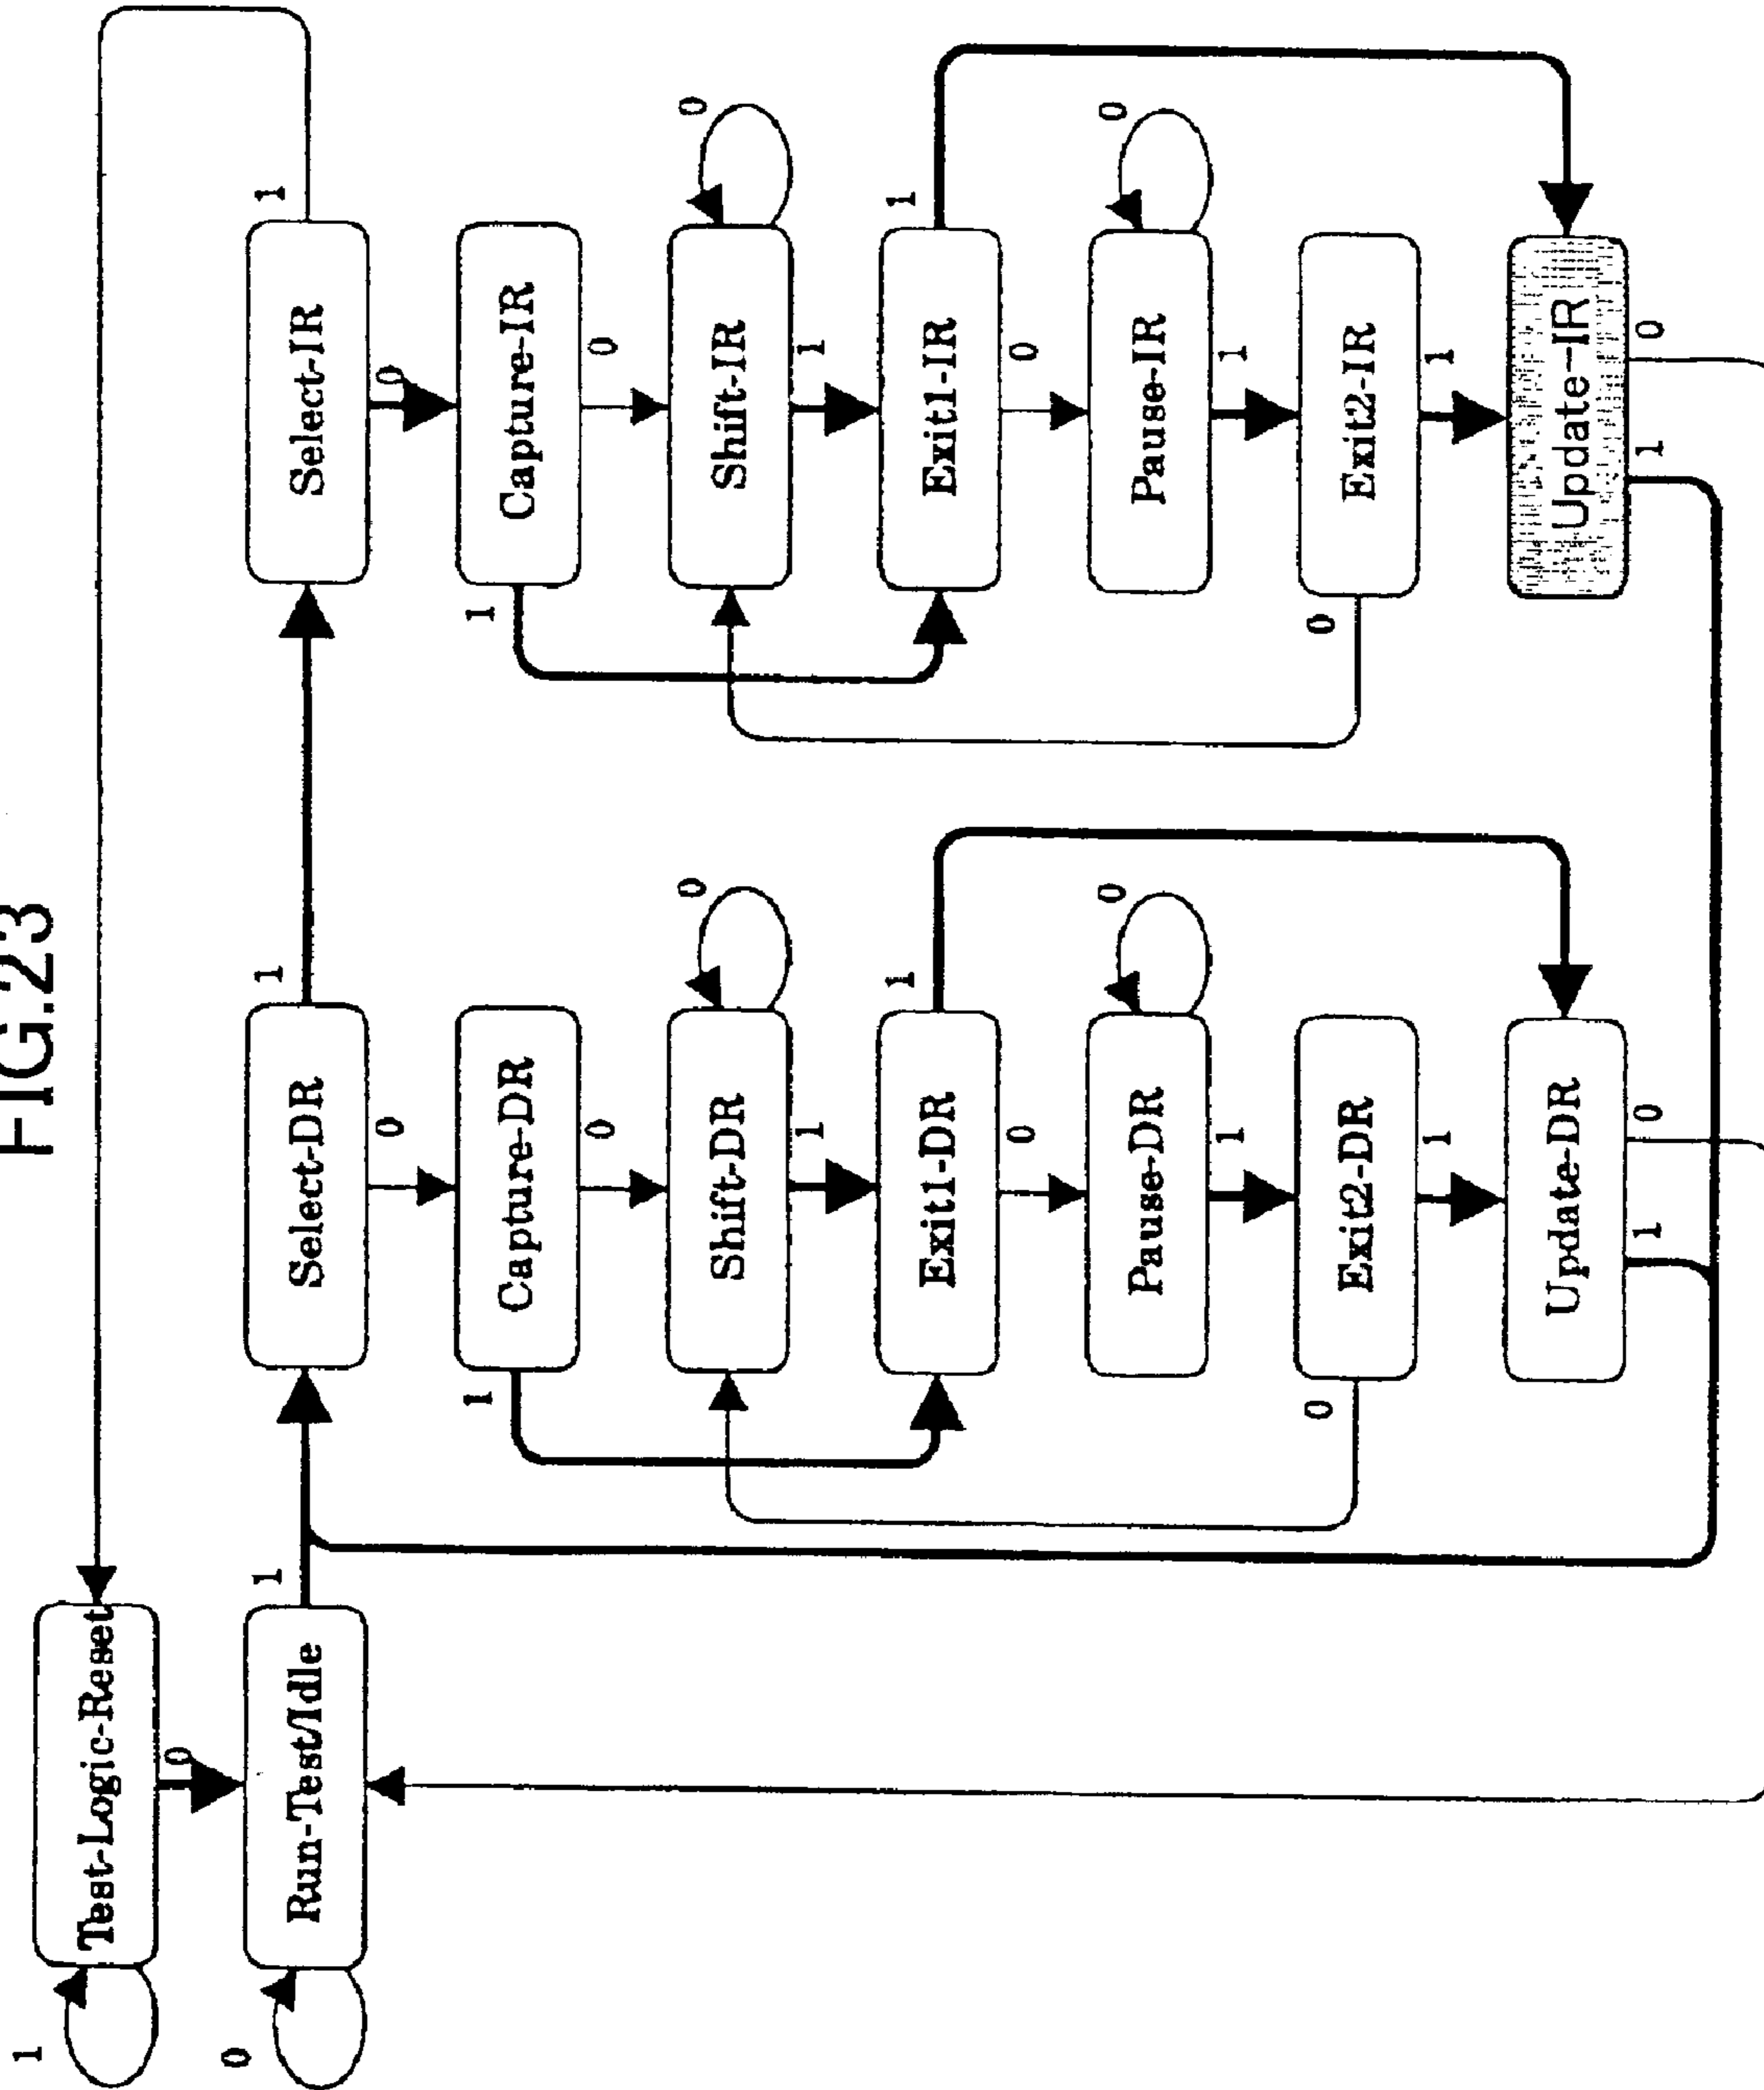 FIG.23
1
Test-Logic-Reset
0
0
Run-Test/Idle
1
Select-DR
1
0
Capture-DR
1
0
Shift-DR
0
1
Exit1-DR
1
0
Pause-DR
0
1
Exit2-DR
0
1
Update-DR
1
0
Select-IR
1
0
Capture-IR
1
0
Shift-IR
0
1
Exit1-IR
1
0
Pause-IR
0
1
Exit2-IR
0
1
Update-IR
1
0